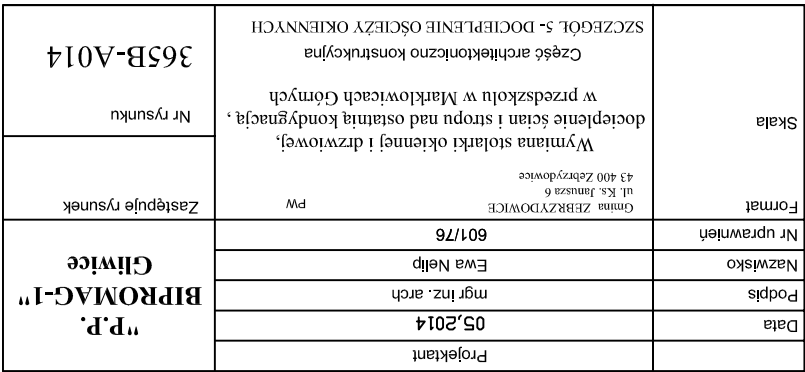 Projektant
Data 05,2014 "P.P.
Podpis mgr inz. arch BIPROMAG-1"
Nazwisko Ewa Nelip Gliwice
Nr uprawnień 601/76
Format Gmina ZEBRZYDOWICE PW Zastępuje rysunek
ul. Ks. Janusza 6
43 400 Zebrzydowice
Wymiana stolarki okiennej i drzwiowej,
Skala docieplenie ścian i stropu nad ostatnią kondygnacją , Nr rysunku
w przedszkolu w Marklowicach Górnych
Część architektoniczno konstrukcyjna 365B-A014
SZCZEGÓŁ 5- DOCIEPLENIE OŚCIEŻY OKIENNYCH